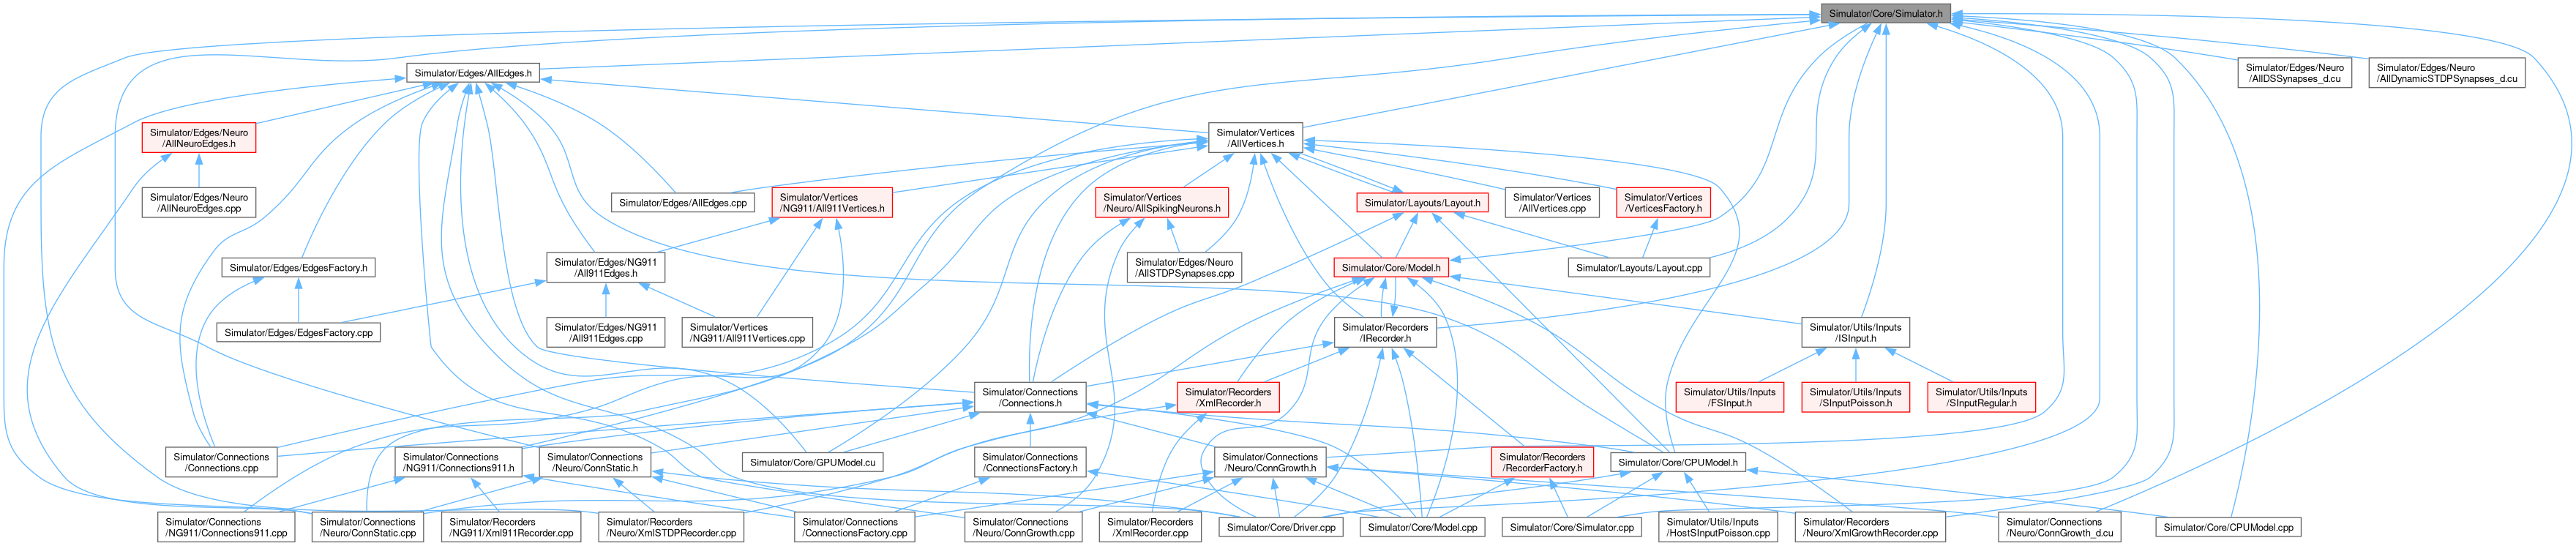 Simulator/Core/Simulator.h
Simulator/Edges/AllEdges.h
Simulator/Edges/Neuro
/AllDSSynapses_d.cu
Simulator/Edges/Neuro
/AllDynamicSTDPSynapses_d.cu
Simulator/Edges/Neuro
/AllNeuroEdges.h
Simulator/Vertices
/AllVertices.h
Simulator/Edges/Neuro
/AllNeuroEdges.cpp
Simulator/Edges/AllEdges.cpp
Simulator/Vertices
/NG911/All911Vertices.h
Simulator/Vertices
/Neuro/AllSpikingNeurons.h
Simulator/Layouts/Layout.h
Simulator/Vertices
/AllVertices.cpp
Simulator/Vertices
/VerticesFactory.h
Simulator/Edges/EdgesFactory.h
Simulator/Edges/NG911
/All911Edges.h
Simulator/Edges/Neuro
/AllSTDPSynapses.cpp
Simulator/Core/Model.h
Simulator/Layouts/Layout.cpp
Simulator/Edges/EdgesFactory.cpp
Simulator/Edges/NG911
/All911Edges.cpp
Simulator/Vertices
/NG911/All911Vertices.cpp
Simulator/Recorders
/IRecorder.h
Simulator/Utils/Inputs
/ISInput.h
Simulator/Connections
/Connections.h
Simulator/Recorders
/XmlRecorder.h
Simulator/Utils/Inputs
/FSInput.h
Simulator/Utils/Inputs
/SInputPoisson.h
Simulator/Utils/Inputs
/SInputRegular.h
Simulator/Connections
/Connections.cpp
Simulator/Connections
/NG911/Connections911.h
Simulator/Connections
/Neuro/ConnStatic.h
Simulator/Core/GPUModel.cu
Simulator/Connections
/ConnectionsFactory.h
Simulator/Connections
/Neuro/ConnGrowth.h
Simulator/Recorders
/RecorderFactory.h
Simulator/Core/CPUModel.h
Simulator/Connections
/NG911/Connections911.cpp
Simulator/Connections
/Neuro/ConnStatic.cpp
Simulator/Recorders
/NG911/Xml911Recorder.cpp
Simulator/Recorders
/Neuro/XmlSTDPRecorder.cpp
Simulator/Connections
/ConnectionsFactory.cpp
Simulator/Connections
/Neuro/ConnGrowth.cpp
Simulator/Recorders
/XmlRecorder.cpp
Simulator/Core/Driver.cpp
Simulator/Core/Model.cpp
Simulator/Core/Simulator.cpp
Simulator/Utils/Inputs
/HostSInputPoisson.cpp
Simulator/Recorders
/Neuro/XmlGrowthRecorder.cpp
Simulator/Connections
/Neuro/ConnGrowth_d.cu
Simulator/Core/CPUModel.cpp